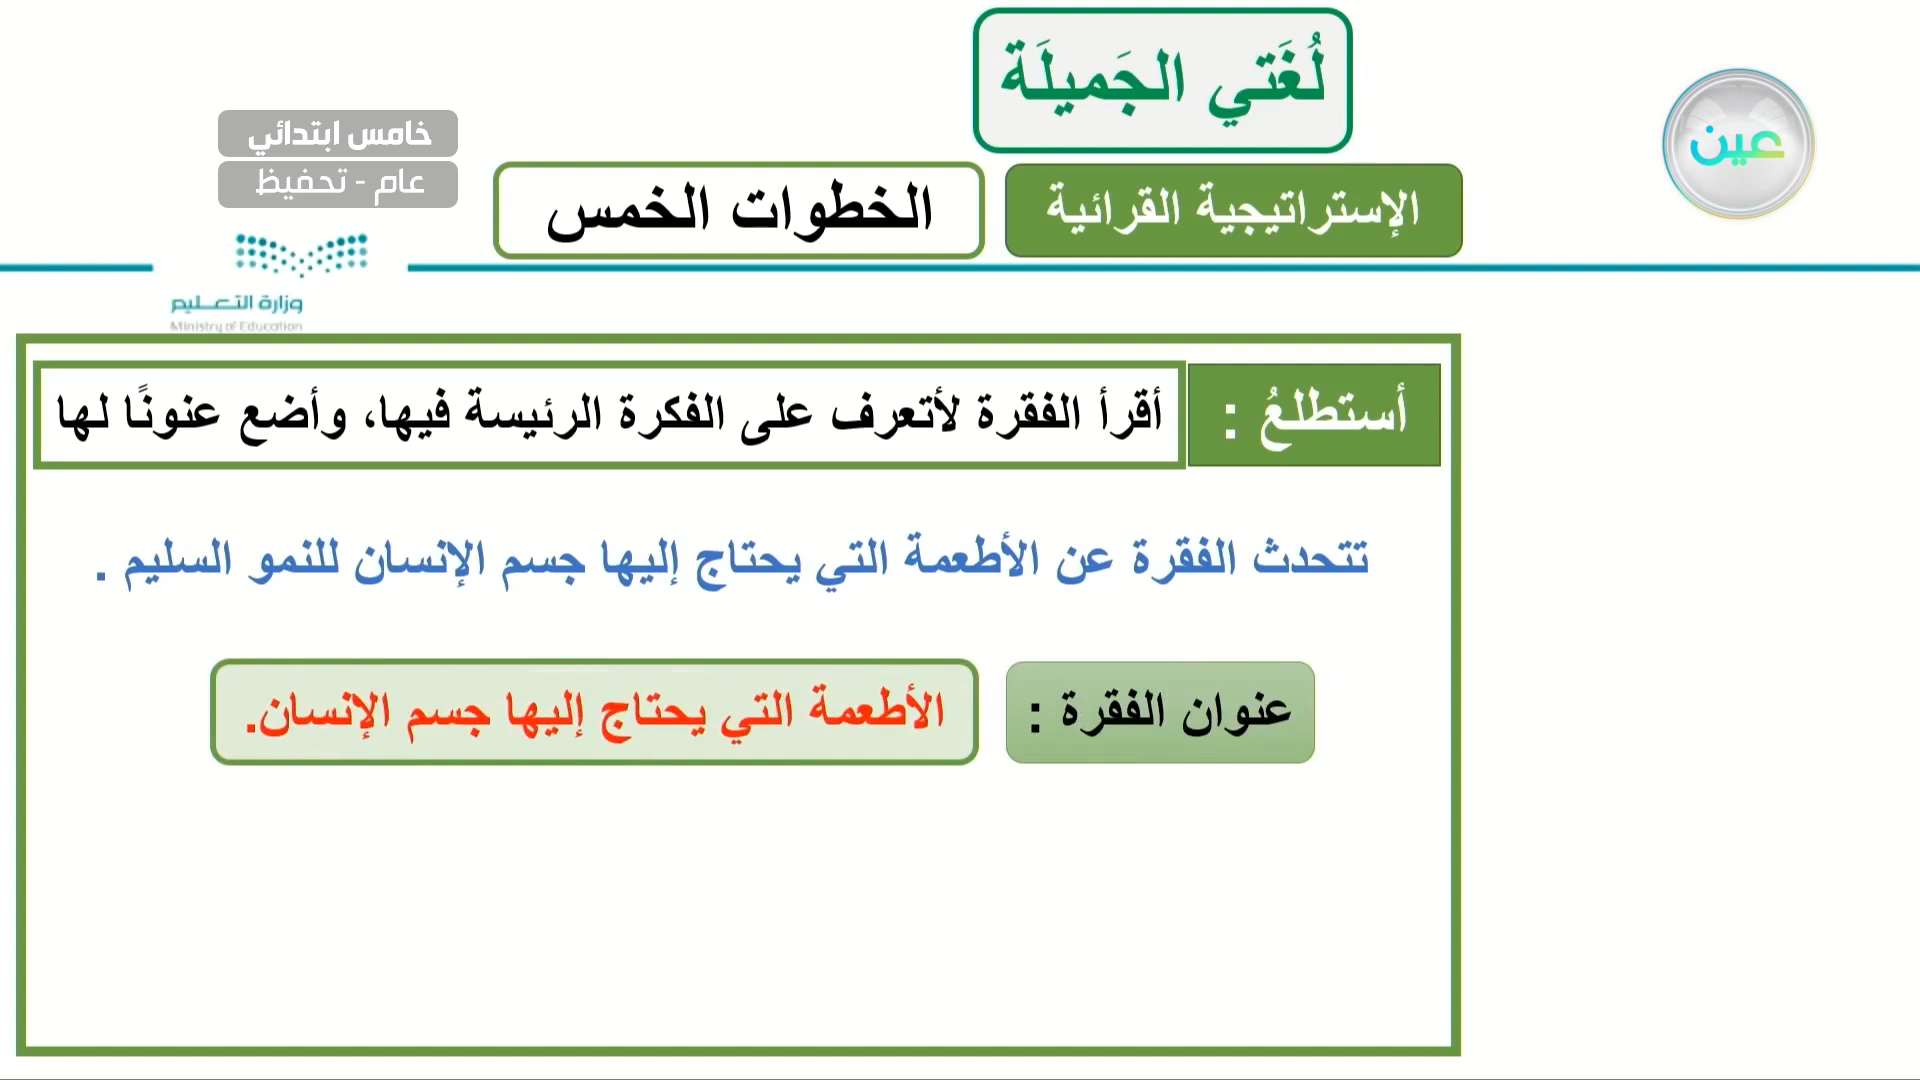 لُغَتي الجَميلَة
عين
خامس ابتدائي
عام - تحفيظ
الإستراتيجية القرائية
الخطوات الخمس
وزارة التعليم
Ministry of Education
أستطلعُ :
أقرأ الفقرة لأتعرف على الفكرة الرئيسة فيها، وأضع عنونًا لها
تتحدث الفقرة عن الأطعمة التي يحتاج إليها جسم الإنسان للنمو السليم .
عنوان الفقرة :
الأطعمة التي يحتاج إليها جسم الإنسان.